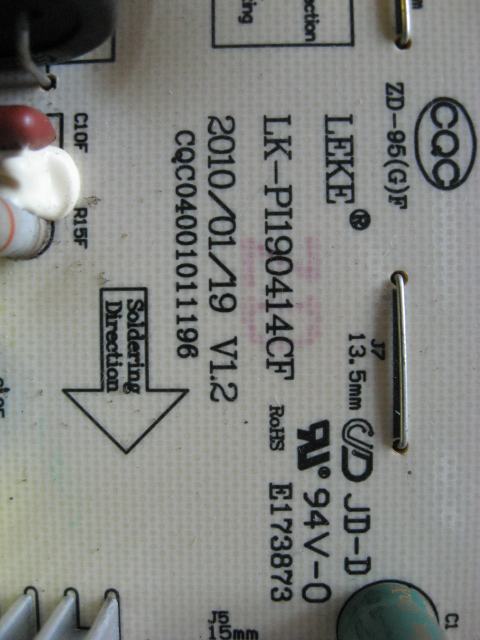 CQC
ZD-95(G)F
LEKE®
LK-PI190414CF
2010/01/19 V1.2
CQC04001011196
J7
13.5mm
JD-D
94V-0
RoHS E173873
Soldering
Direction
C10F
R15F
C1